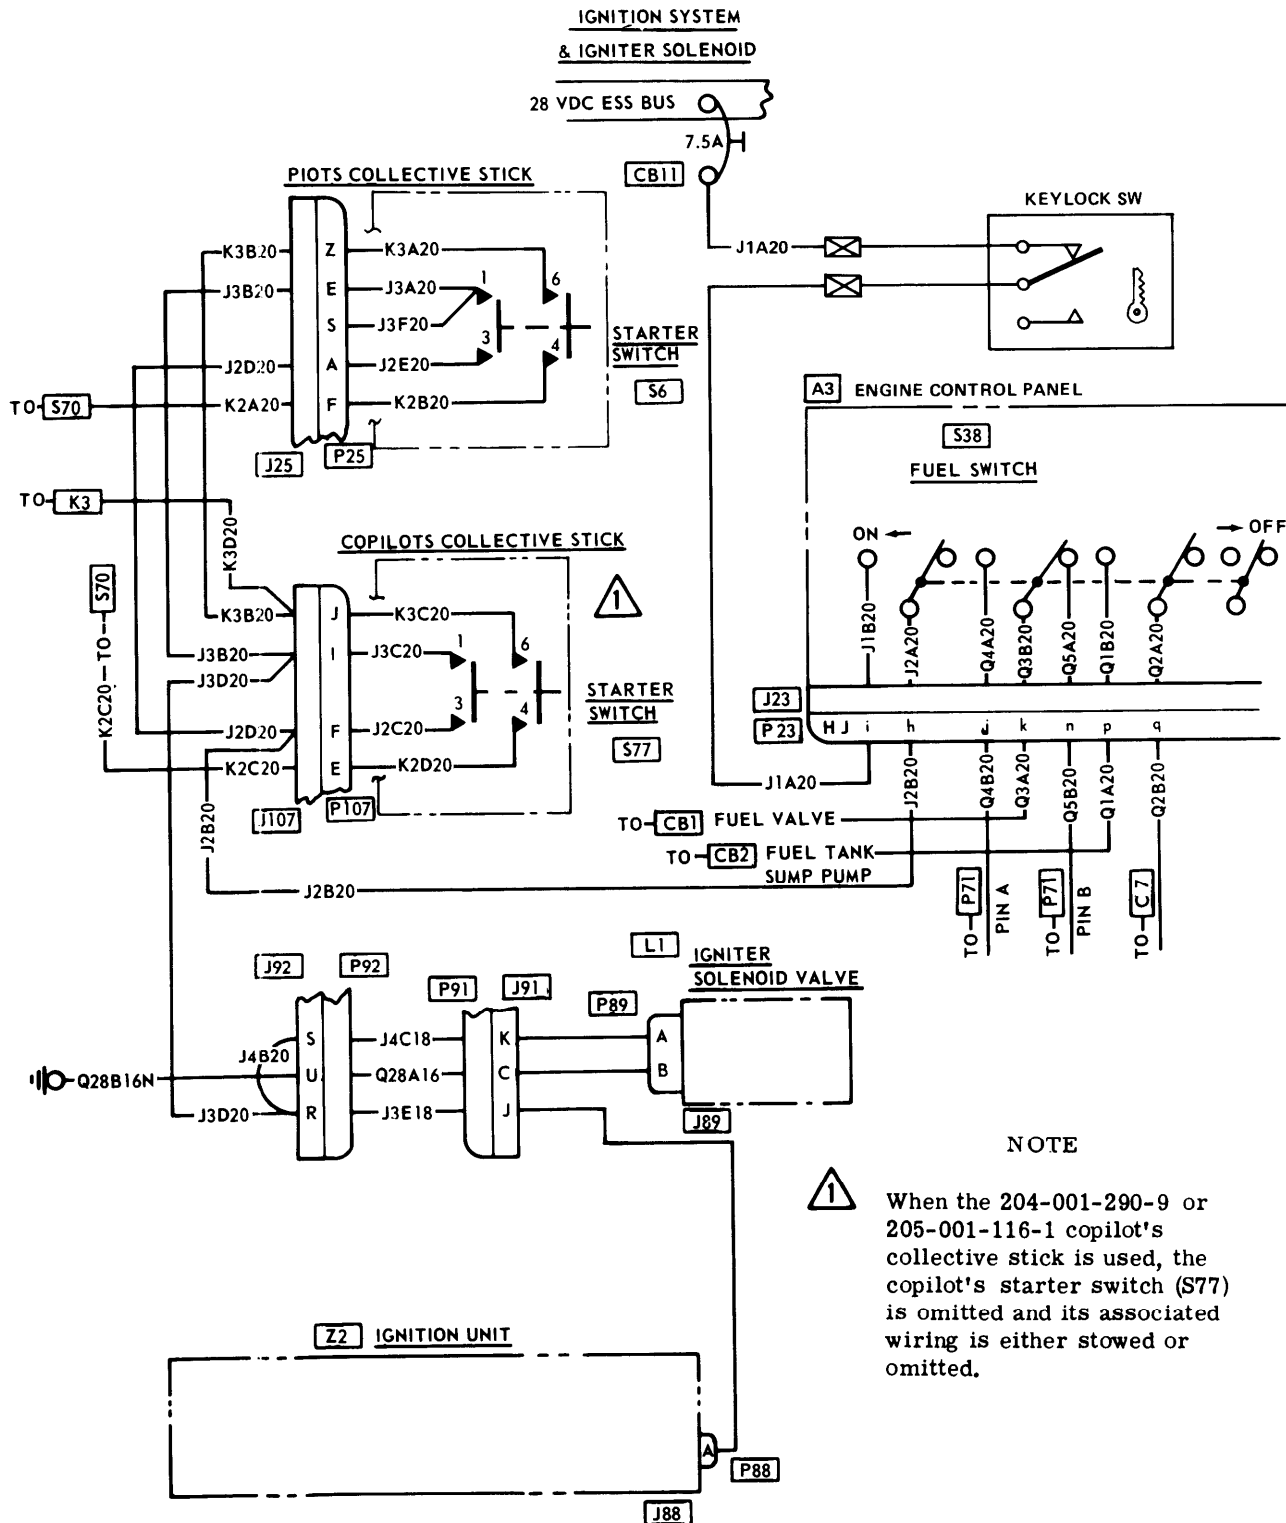 IGNITION SYSTEM
& IGNITER SOLENOID
28 VDC ESS BUS
7.5A
CB11
PIOTS COLLECTIVE STICK
KEYLOCK SW
K3B20
Z
K3A20
J1A20
J3B20
E
J3A20
1
6
S
J3F20
STARTER
SWITCH
3
4
J2D20
A
J2E20
S6
TO
S70
K2A20
F
K2B20
J25
P25
A3
ENGINE CONTROL PANEL
S38
FUEL SWITCH
ON
OFF
TO
K3
K3D20
COPILOTS COLLECTIVE STICK
1
S70
TO
K2C20
K3B20
J
K3C20
1
6
J3B20
I
J3C20
J3D20
3
4
STARTER
SWITCH
J2D20
F
J2C20
S77
K2C20
E
K2D20
J107
P107
J2B20
J2B20
J1B20
J2A20
Q4A20
Q3B20
Q5A20
Q1B20
Q2A20
J23
P23
H J i h j k n p q
J1A20
J2B20
Q4B20
Q3A20
Q5B20
Q1A20
Q2B20
TO
CB1
FUEL VALVE
TO
CB2
FUEL TANK
SUMP PUMP
TO
P71
PIN A
TO
P71
PIN B
TO
C7
L1
IGNITER
SOLENOID VALVE
J92
P92
P91
J91
P89
S
J4C18
K
A
J4B20
Q28B16N
U
Q28A16
C
B
J3D20
R
J3E18
J
J89
NOTE
1
When the 204-001-290-9 or
205-001-116-1 copilot's
collective stick is used, the
copilot's starter switch (S77)
is omitted and its associated
wiring is either stowed or
omitted.
Z2
IGNITION UNIT
A
P88
J88